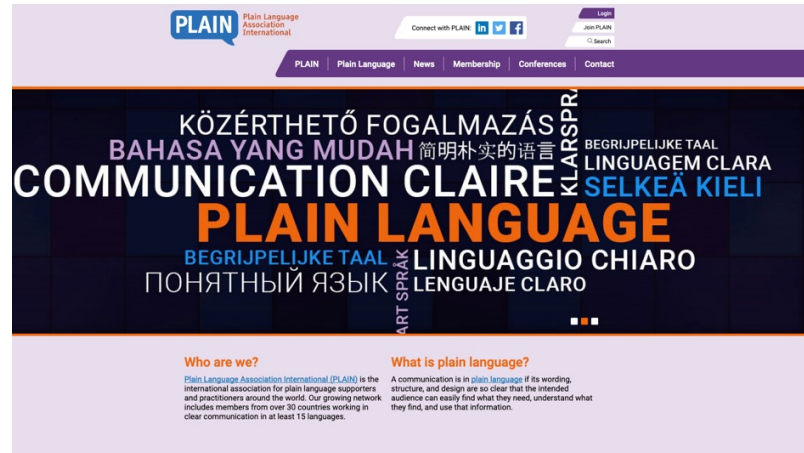 PLAIN
Plain Language
Association
International
Connect with PLAIN:
in
f
Login
Join PLAIN
Search
PLAIN
Plain Language
News
Membership
Conferences
Contact
KÖZÉRTHETŐ FOGALMAZÁS
BAHASA YANG MUDAH
简明朴实的语言
KLARSPRA
BEGRIJPELIJKE TAAL
LINGUAGEM CLARA
COMMUNICATION CLAIRE
SELKEÄ KIELI
PLAIN LANGUAGE
BEGRIJPELIJKE TAAL
LINGUAGGIO CHIARO
ПОНЯТНЫЙ ЯЗЫК
ART SPRÅK
LENGUAJE CLARO
Who are we?
Plain Language Association International (PLAIN) is the
international association for plain language supporters
and practitioners around the world. Our growing network
includes members from over 30 countries working in
clear communication in at least 15 languages.
What is plain language?
A communication is in plain language if its wording,
structure, and design are so clear that the intended
audience can easily find what they need, understand what
they find, and use that information.